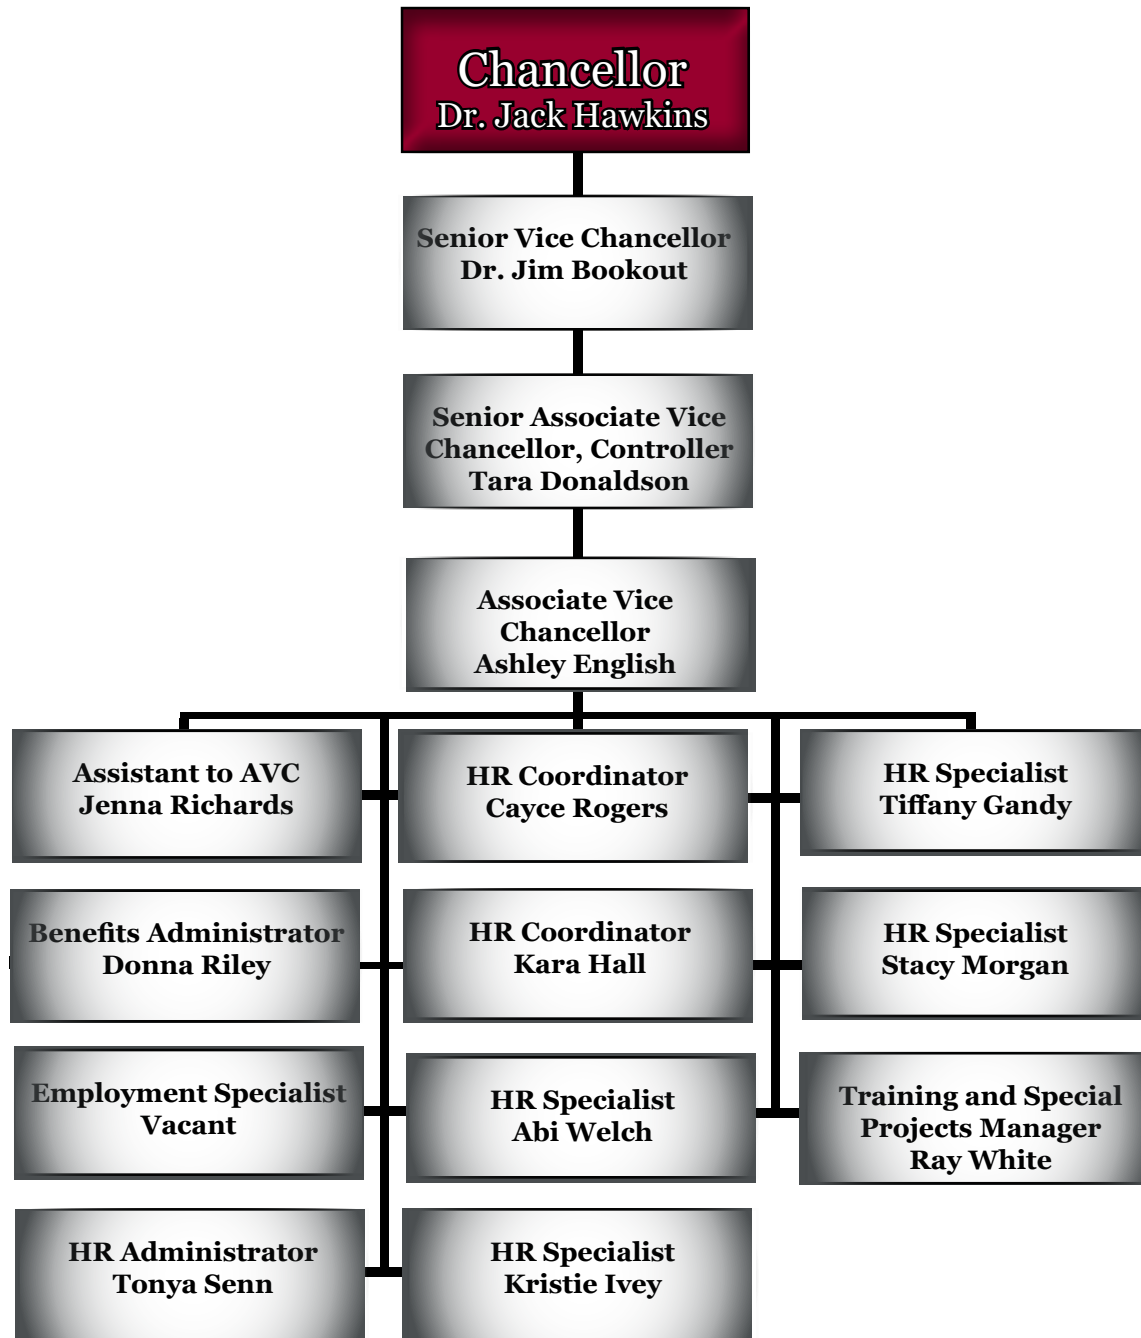 Chancellor
Dr. Jack Hawkins
Senior Vice Chancellor
Dr. Jim Bookout
Senior Associate Vice
Chancellor, Controller
Tara Donaldson
Associate Vice
Chancellor
Ashley English
Assistant to AVC
Jenna Richards
HR Coordinator
Cayce Rogers
HR Specialist
Tiffany Gandy
Benefits Administrator
Donna Riley
HR Coordinator
Kara Hall
HR Specialist
Stacy Morgan
Employment Specialist
Vacant
HR Specialist
Abi Welch
Training and Special
Projects Manager
Ray White
HR Administrator
Tonya Senn
HR Specialist
Kristie Ivey